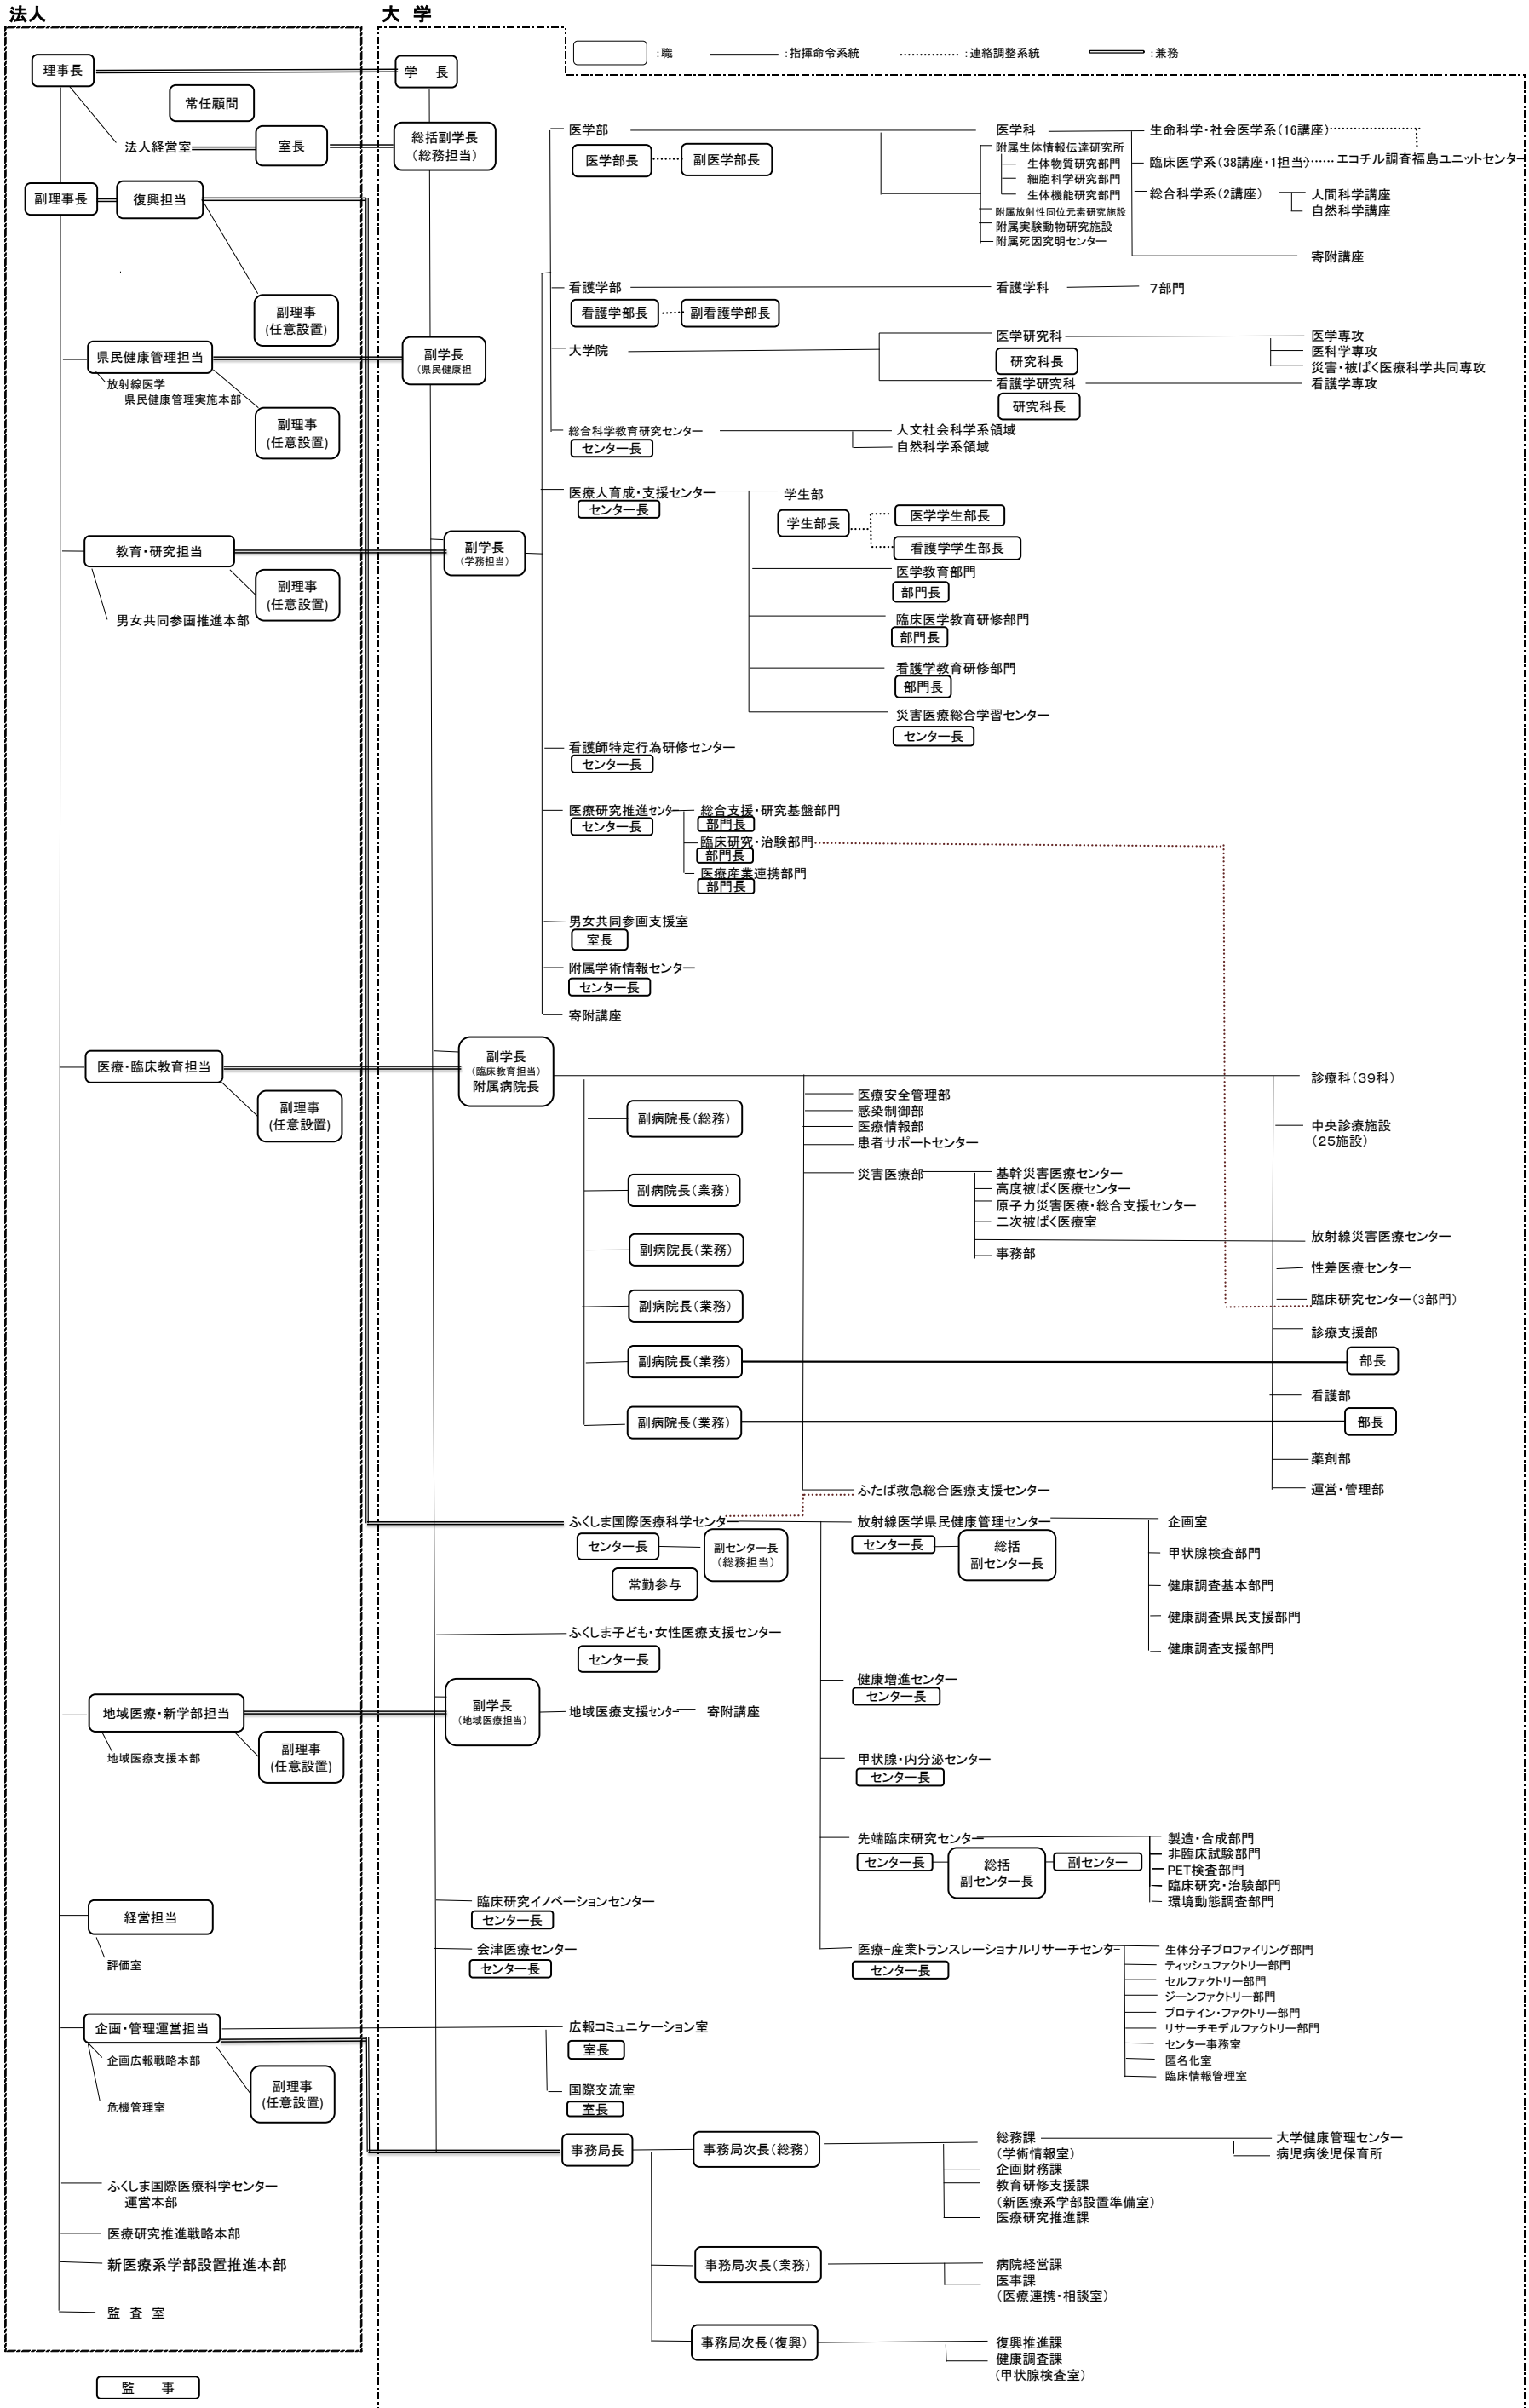 法人
大　学
：職
：指揮命令系統
：連絡調整系統
：兼務
理事長
学　長
常任顧問
法人経営室
室長
総括副学長
（総務担当）
副理事長
復興担当
副理事
(任意設置)
県民健康管理担当
放射線医学
県民健康管理実施本部
副学長
（県民健康担
副理事
(任意設置)
教育・研究担当
男女共同参画推進本部
副理事
(任意設置)
副学長
（学務担当）
医学部
医学部長
副医学部長
医学科
附属生体情報伝達研究所
生体物質研究部門
細胞科学研究部門
生体機能研究部門
附属放射性同位元素研究施設
附属実験動物研究施設
附属死因究明センター
生命科学・社会医学系（16講座）
臨床医学系（38講座・1担当）
エコチル調査福島ユニットセンター
総合科学系（2講座）
人間科学講座
自然科学講座
寄附講座
看護学部
看護学部長
副看護学部長
看護学科
７部門
大学院
医学研究科
研究科長
医学専攻
医科学専攻
災害・被ばく医療科学共同専攻
看護学研究科
研究科長
看護学専攻
総合科学教育研究センター
センター長
人文社会科学系領域
自然科学系領域
医療人育成・支援センター
センター長
学生部
学生部長
医学学生部長
看護学学生部長
医学教育部門
部門長
臨床医学教育研修部門
部門長
看護学教育研修部門
部門長
災害医療総合学習センター
センター長
看護師特定行為研修センター
センター長
医療研究推進センター
センター長
総合支援・研究基盤部門
部門長
臨床研究・治験部門
部門長
医療産業連携部門
部門長
男女共同参画支援室
室長
附属学術情報センター
センター長
寄附講座
医療・臨床教育担当
副理事
(任意設置)
副学長
（臨床教育担当）
附属病院長
副病院長（総務）
副病院長（業務）
副病院長（業務）
副病院長（業務）
副病院長（業務）
副病院長（業務）
医療安全管理部
感染制御部
医療情報部
患者サポートセンター
災害医療部
基幹災害医療センター
高度被ばく医療センター
原子力災害医療・総合支援センター
二次被ばく医療室
事務部
ふたば救急総合医療支援センター
診療科（３９科）
中央診療施設
（２５施設）
放射線災害医療センター
性差医療センター
臨床研究センター（3部門）
診療支援部
部長
看護部
部長
薬剤部
運営・管理部
ふくしま国際医療科学センター
センター長
副センター長
（総務担当）
常勤参与
放射線医学県民健康管理センター
センター長
総括
副センター長
企画室
甲状腺検査部門
健康調査基本部門
健康調査県民支援部門
健康調査支援部門
健康増進センター
センター長
甲状腺・内分泌センター
センター長
先端臨床研究センター
センター長
総括
副センター長
副センター
製造・合成部門
非臨床試験部門
PET検査部門
臨床研究・治験部門
環境動態調査部門
医療−産業トランスレーショナルリサーチセンター
センター長
生体分子プロファイリング部門
ティッシュファクトリー部門
セルファクトリー部門
ジーンファクトリー部門
プロテイン・ファクトリー部門
リサーチモデルファクトリー部門
センター事務室
匿名化室
臨床情報管理室
ふくしま子ども・女性医療支援センター
センター長
地域医療・新学部担当
地域医療支援本部
副理事
(任意設置)
副学長
（地域医療担当）
地域医療支援センター
寄附講座
経営担当
評価室
臨床研究イノベーションセンター
センター長
会津医療センター
センター長
企画・管理運営担当
企画広報戦略本部
危機管理室
副理事
(任意設置)
広報コミュニケーション室
室長
国際交流室
室長
事務局長
事務局次長（総務）
総務課
（学術情報室）
企画財務課
教育研修支援課
（新医療系学部設置準備室）
医療研究推進課
大学健康管理センター
病児病後児保育所
事務局次長（業務）
病院経営課
医事課
（医療連携・相談室）
事務局次長（復興）
復興推進課
健康調査課
（甲状腺検査室）
ふくしま国際医療科学センター
運営本部
医療研究推進戦略本部
新医療系学部設置推進本部
監　査　室
監　　事